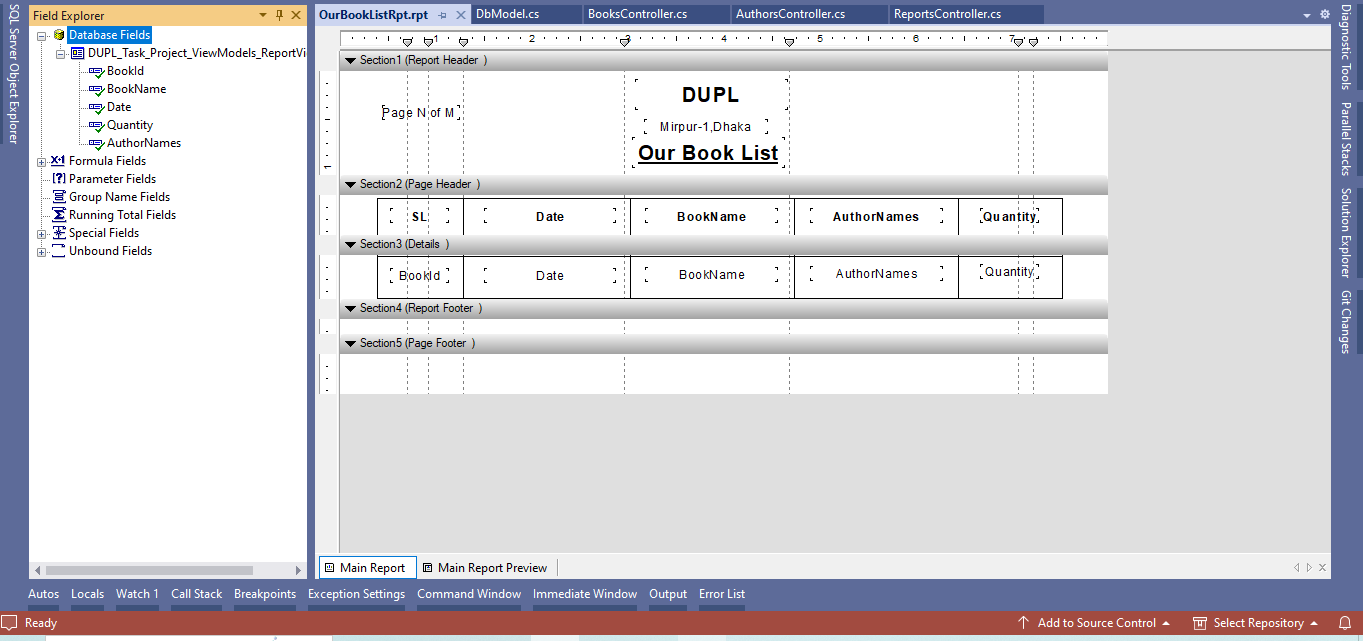 SQL Server Object Explorer
Field Explorer
Database Fields
DUPL_Task_Project_ViewModels_ReportVi
BookId
BookName
Date
Quantity
AuthorNames
Formula Fields
Parameter Fields
Group Name Fields
Running Total Fields
Special Fields
Unbound Fields
OurBookListRpt.rpt DbModel.cs BooksController.cs AuthorsController.cs ReportsController.cs
1 2 3 4 5 6 7
Section1 (Report Header )
DUPL
Page N of M
Mirpur-1,Dhaka
Our Book List
1
Section2 (Page Header )
SL Date BookName AuthorNames Quantity
Section3 (Details )
BookId Date BookName AuthorNames Quantity
Section4 (Report Footer )
Section5 (Page Footer )
Main Report Main Report Preview
Diagnostic Tools
Parallel Stacks
Solution Explorer
Git Changes
Autos Locals Watch 1 Call Stack Breakpoints Exception Settings Command Window Immediate Window Output Error List
Ready Add to Source Control Select Repository